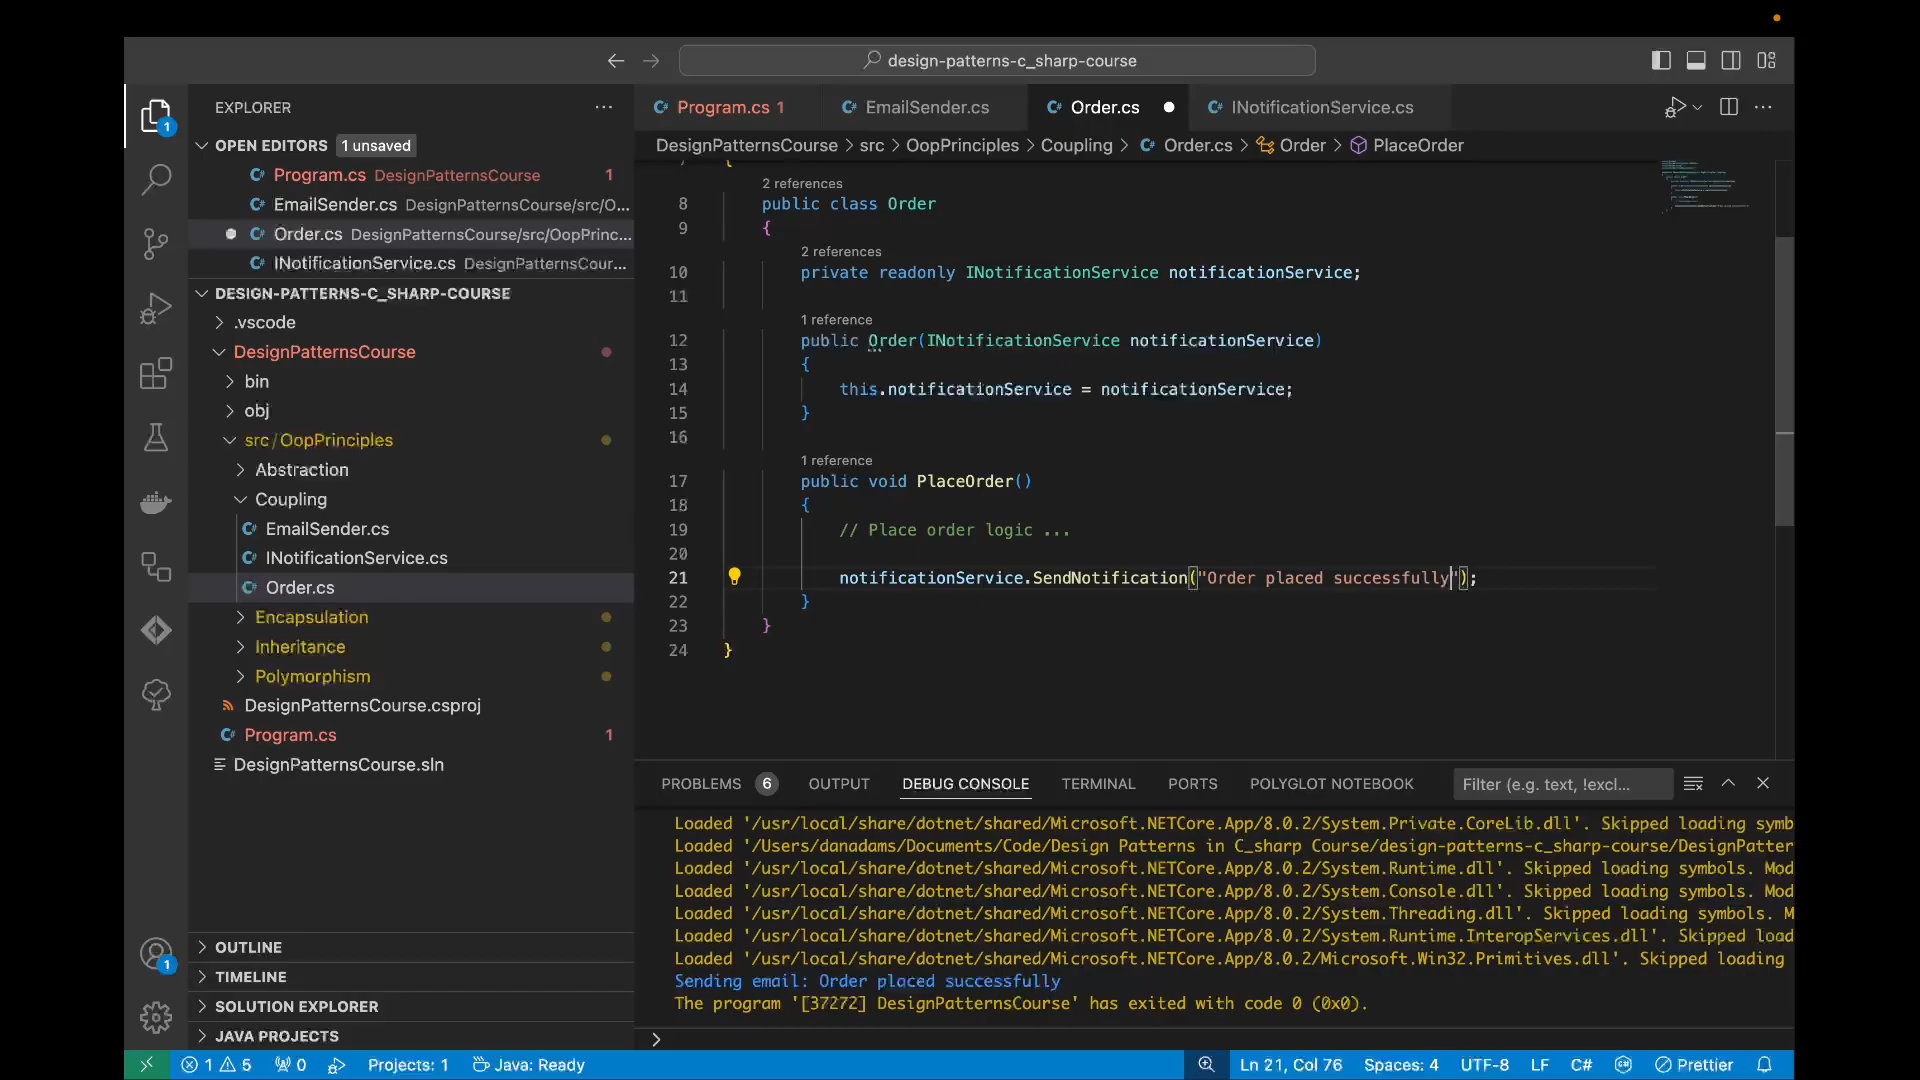 design-patterns-c_sharp-course
EXPLORER
Program.cs 1
EmailSender.cs
Order.cs
INotificationService.cs
OPEN EDITORS 1 unsaved
DesignPatternsCourse > src > OopPrinciples > Coupling > Order.cs > Order > PlaceOrder
Program.cs DesignPatternsCourse 1
EmailSender.cs DesignPatternsCourse/src/O...
Order.cs DesignPatternsCourse/src/OopPrinc...
INotificationService.cs DesignPatternsCour...
DESIGN-PATTERNS-C_SHARP-COURSE
.vscode
DesignPatternsCourse
bin
obj
src/OopPrinciples
Abstraction
Coupling
EmailSender.cs
INotificationService.cs
Order.cs
Encapsulation
Inheritance
Polymorphism
DesignPatternsCourse.csproj
Program.cs 1
DesignPatternsCourse.sln
OUTLINE
TIMELINE
SOLUTION EXPLORER
JAVA PROJECTS
{
2 references
8 public class Order
9 {
2 references
10 private readonly INotificationService notificationService;
11
1 reference
12 public Order(INotificationService notificationService)
13 {
14 this.notificationService = notificationService;
15 }
16
1 reference
17 public void PlaceOrder()
18 {
19 // Place order logic ...
20
21 notificationService.SendNotification("Order placed successfully");
22 }
23 }
24 }
PROBLEMS 6 OUTPUT DEBUG CONSOLE TERMINAL PORTS POLYGLOT NOTEBOOK Filter (e.g. text, !excl...
Loaded '/usr/local/share/dotnet/shared/Microsoft.NETCore.App/8.0.2/System.Private.CoreLib.dll'. Skipped loading symb
Loaded '/Users/danadams/Documents/Code/Design Patterns in C_sharp Course/design-patterns-c_sharp-course/DesignPatter
Loaded '/usr/local/share/dotnet/shared/Microsoft.NETCore.App/8.0.2/System.Runtime.dll'. Skipped loading symbols. Mod
Loaded '/usr/local/share/dotnet/shared/Microsoft.NETCore.App/8.0.2/System.Console.dll'. Skipped loading symbols. Mod
Loaded '/usr/local/share/dotnet/shared/Microsoft.NETCore.App/8.0.2/System.Threading.dll'. Skipped loading symbols. M
Loaded '/usr/local/share/dotnet/shared/Microsoft.NETCore.App/8.0.2/System.Runtime.InteropServices.dll'. Skipped load
Loaded '/usr/local/share/dotnet/shared/Microsoft.NETCore.App/8.0.2/Microsoft.Win32.Primitives.dll'. Skipped loading
Sending email: Order placed successfully
The program '[37272] DesignPatternsCourse' has exited with code 0 (0x0).
1 5 0 Projects: 1 Java: Ready Ln 21, Col 76 Spaces: 4 UTF-8 LF C# Prettier